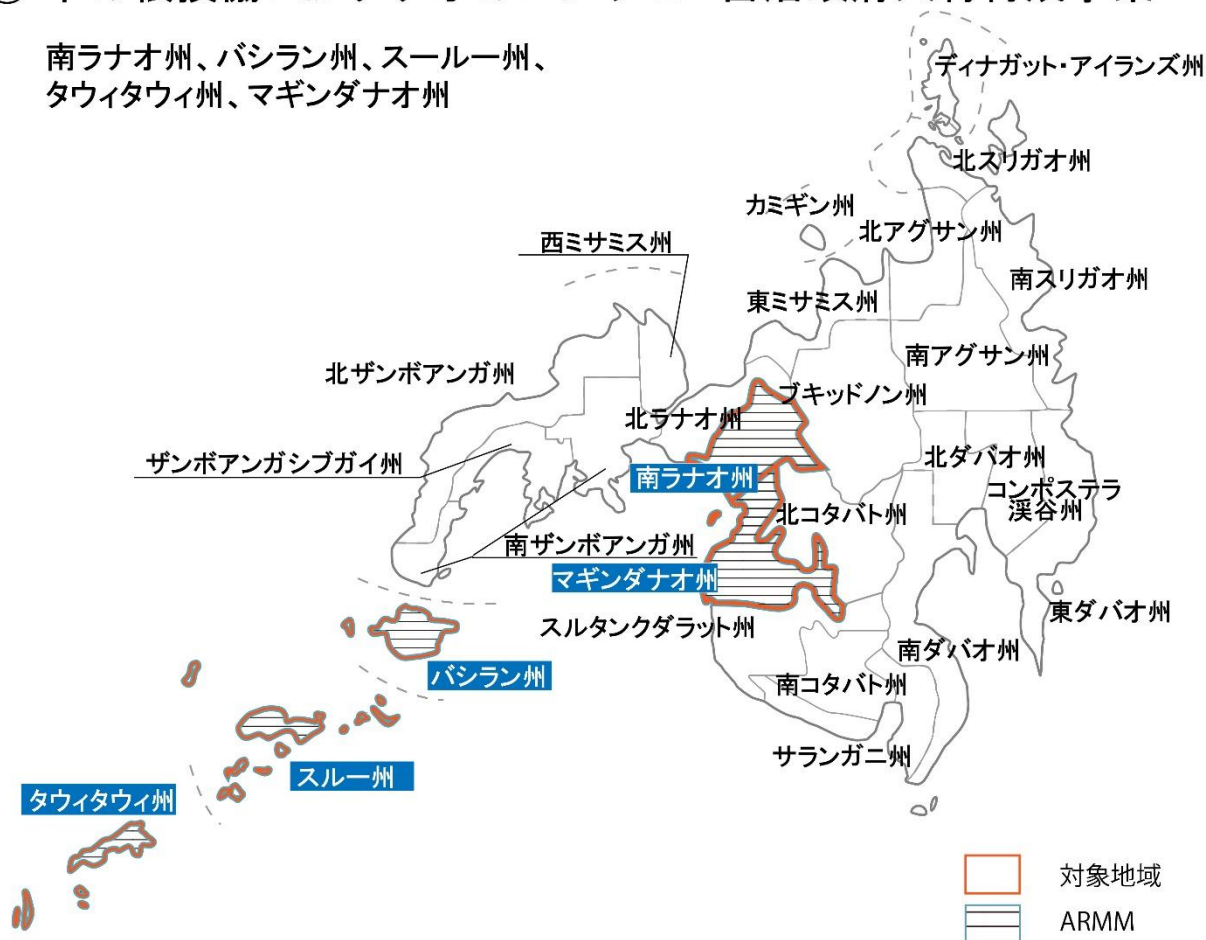 南ラナオ州、バシラン州、スールー州、
タウィタウィ州、マギンダナオ州
ディナガット・アイランズ州
北スリガオ州
カミギン州
北アグサン州
西ミサミス州
南スリガオ州
東ミサミス州
南アグサン州
北ザンボアンガ州
ブキッドノン州
北ラナオ州
ザンボアンガシブガイ州
北ダバオ州
南ラナオ州
コンポステラ
渓谷州
北コタバト州
南ザンボアンガ州
マギンダナオ州
東ダバオ州
スルタンクダラット州
南ダバオ州
バシラン州
南コタバト州
サランガニ州
スルー州
タウィタウィ州
対象地域
ARMM